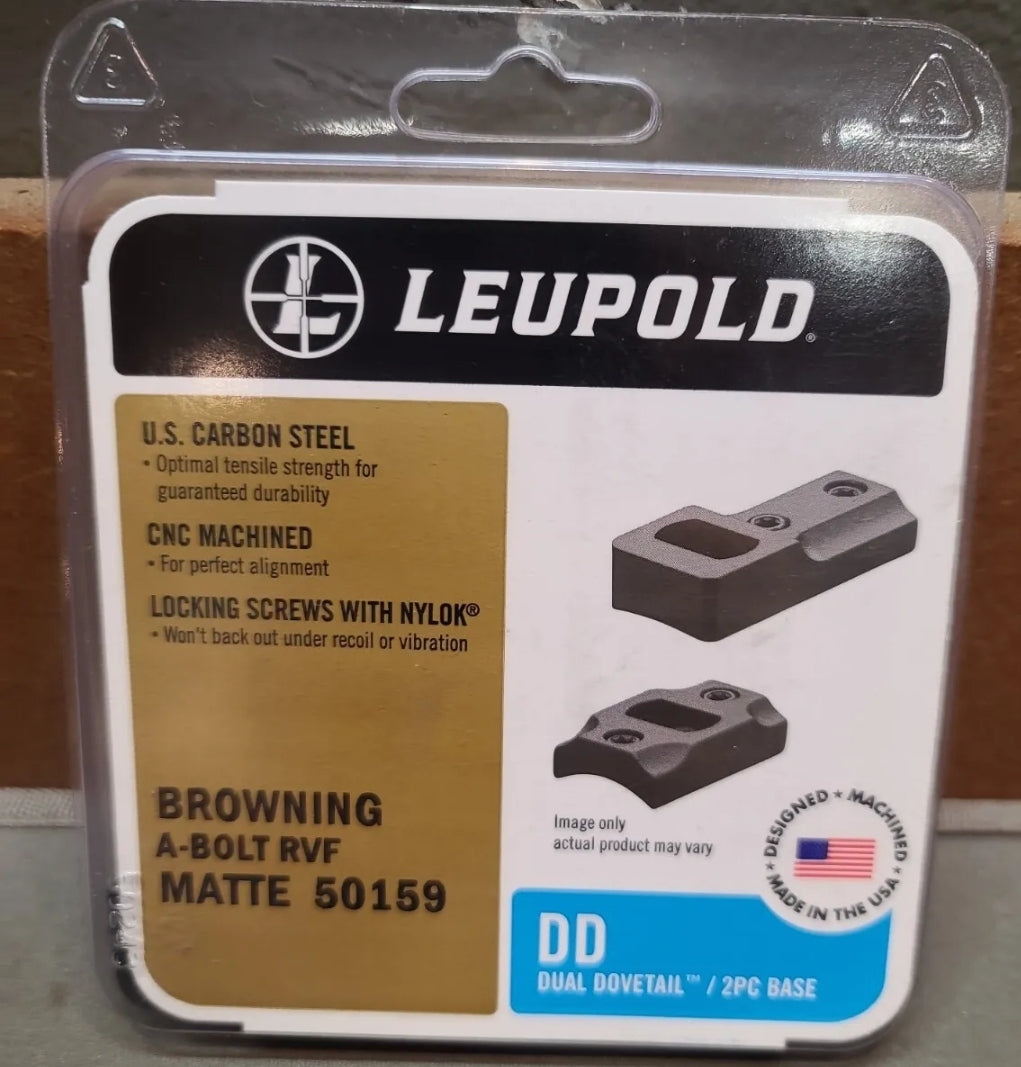 LEUPOLD®
U.S. CARBON STEEL
• Optimal tensile strength for
guaranteed durability
CNC MACHINED
• For perfect alignment
LOCKING SCREWS WITH NYLOK®
• Won't back out under recoil or vibration
BROWNING
A-BOLT RVF
MATTE 50159
Image only
actual product may vary
DESIGNED ★ MACHINED
★ MADE IN THE USA ★
DD
DUAL DOVETAIL™ / 2PC BASE